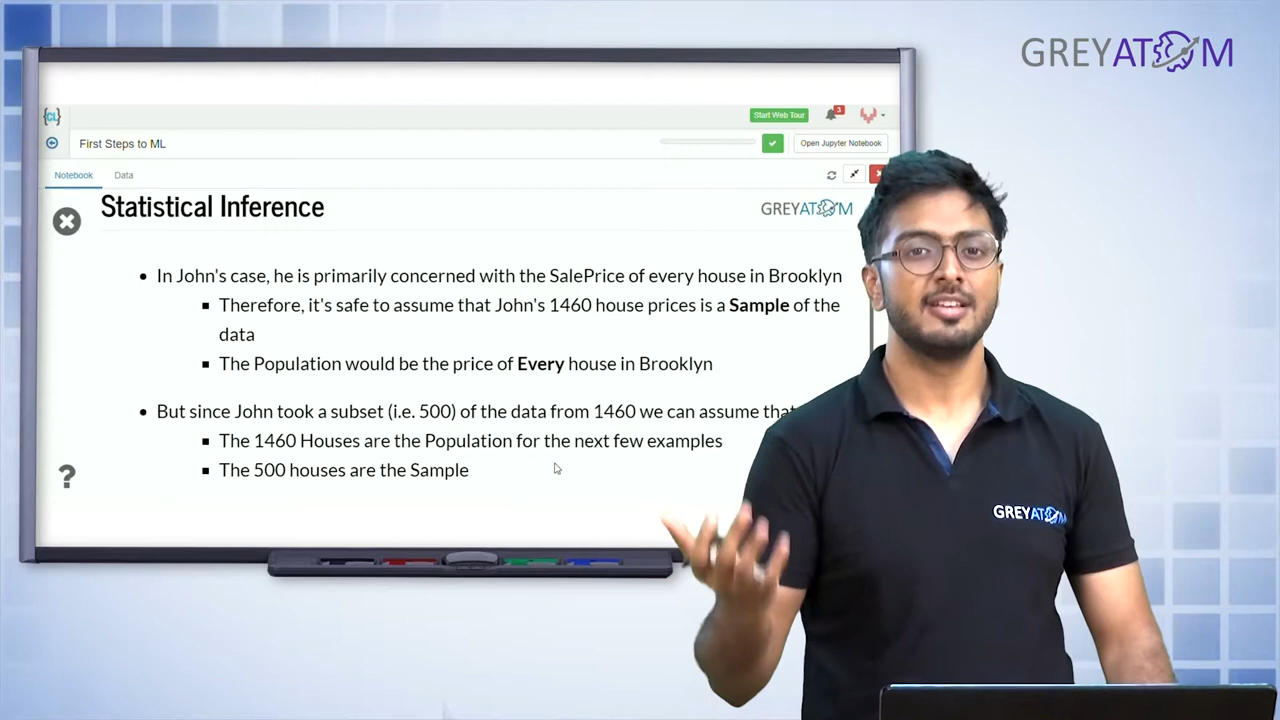 GREYATOM
{CL}
Start Web Tour
3
First Steps to ML
Open Jupyter Notebook
Notebook
Data
Statistical Inference
GREYATOM
In John's case, he is primarily concerned with the SalePrice of every house in Brooklyn
Therefore, it's safe to assume that John's 1460 house prices is a Sample of the
data
The Population would be the price of Every house in Brooklyn
But since John took a subset (i.e. 500) of the data from 1460 we can assume that
The 1460 Houses are the Population for the next few examples
?
The 500 houses are the Sample
GREYATOM